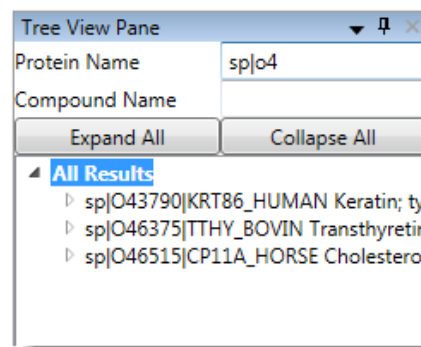 Tree View Pane
Protein Name sp|o4
Compound Name
Expand All Collapse All
All Results
sp|O43790|KRT86_HUMAN Keratin; ty
sp|O46375|TTHY_BOVIN Transthyretin
sp|O46515|CP11A_HORSE Cholestero